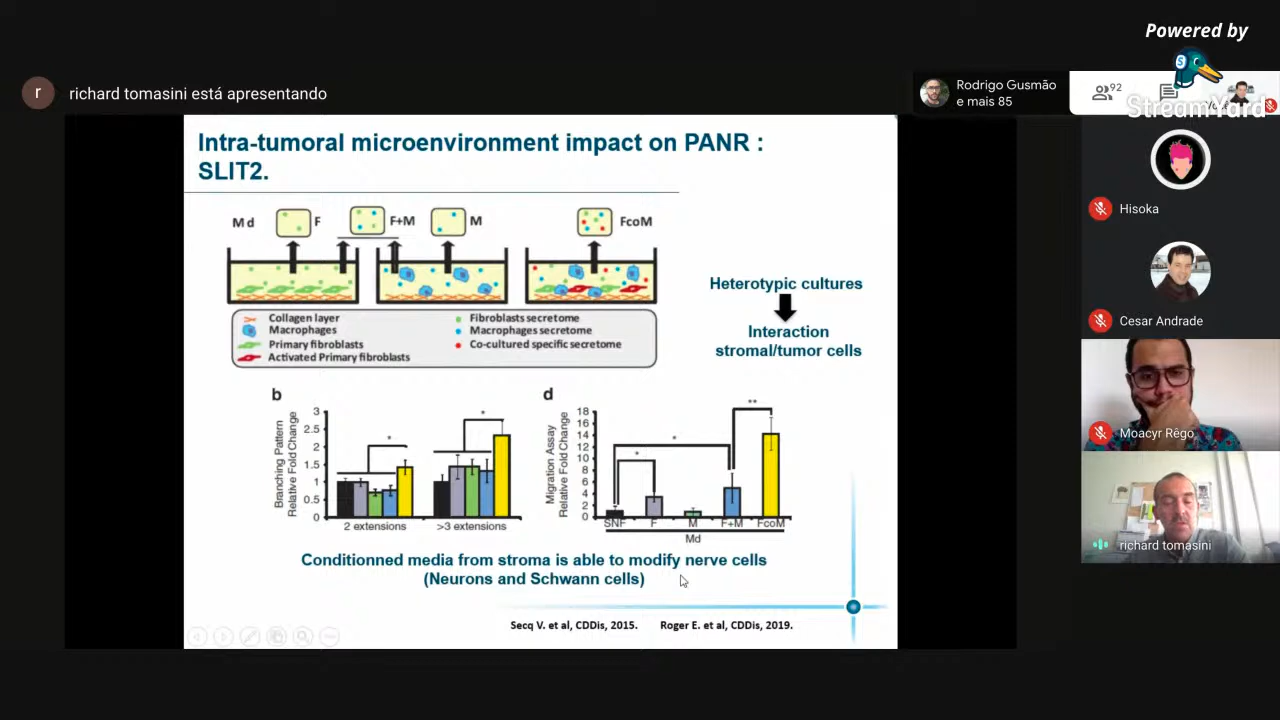 Powered by
StreamYard
r
richard tomasini está apresentando
Rodrigo Gusmão
e mais 85
92
Intra-tumoral microenvironment impact on PANR :
SLIT2.
Md
F
F+M
M
FcoM
Collagen layer
Macrophages
Primary fibroblasts
Activated Primary fibroblasts
Fibroblasts secretome
Macrophages secretome
Co-cultured specific secretome
Heterotypic cultures
Interaction
stromal/tumor cells
b
Branching Pattern
Relative Fold Change
3
2.5
2
1.5
1
0.5
0
*
*
2 extensions
>3 extensions
d
Migration Assay
Relative Fold Change
18
16
14
12
10
8
6
4
2
0
*
*
**
SNF
F
M
F+M
FcoM
Md
Conditionned media from stroma is able to modify nerve cells
(Neurons and Schwann cells)
Secq V. et al, CDDis, 2015.
Roger E. et al, CDDis, 2019.
Hisoka
Cesar Andrade
Moacyr Rêgo
richard tomasini